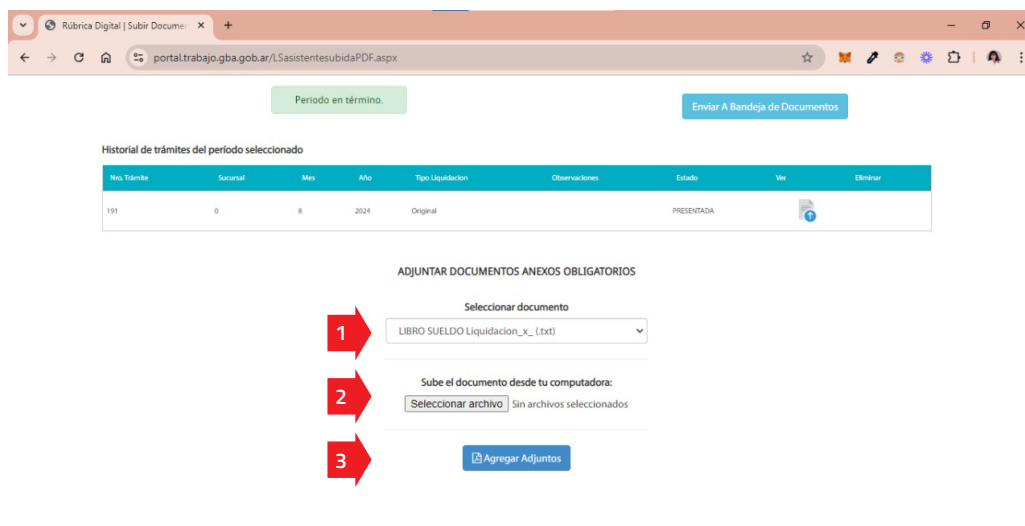 Rúbrica Digital | Subir Docume
portal.trabajo.gba.gob.ar/LSasistentesubidaPDF.aspx
Periodo en término.
Enviar A Bandeja de Documentos
Historial de trámites del período seleccionado
Nro. Trámite Sucursal Mes Año Tipo Liquidacion Observaciones Estado Ver Eliminar
191 0 8 2024 Original PRESENTADA
ADJUNTAR DOCUMENTOS ANEXOS OBLIGATORIOS
Seleccionar documento
1 LIBRO SUELDO Liquidacion_x_ (.txt)
Sube el documento desde tu computadora:
2 Seleccionar archivo Sin archivos seleccionados
3 Agregar Adjuntos